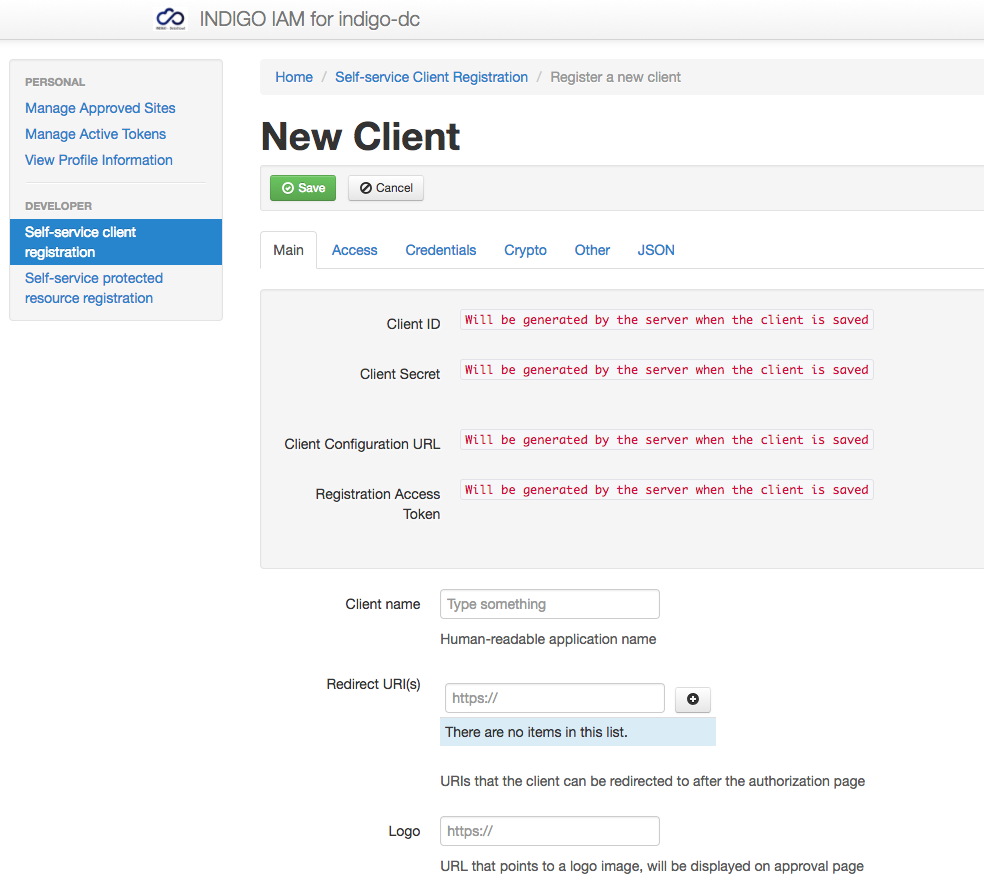 INDIGO IAM for indigo-dc
PERSONAL
Manage Approved Sites
Manage Active Tokens
View Profile Information
DEVELOPER
Self-service client
registration
Self-service protected
resource registration
Home / Self-service Client Registration / Register a new client
New Client
Save Cancel
Main Access Credentials Crypto Other JSON
Client ID Will be generated by the server when the client is saved
Client Secret Will be generated by the server when the client is saved
Client Configuration URL Will be generated by the server when the client is saved
Registration Access Will be generated by the server when the client is saved
Token
Client name Type something
Human-readable application name
Redirect URI(s) https://
There are no items in this list.
URIs that the client can be redirected to after the authorization page
Logo https://
URL that points to a logo image, will be displayed on approval page